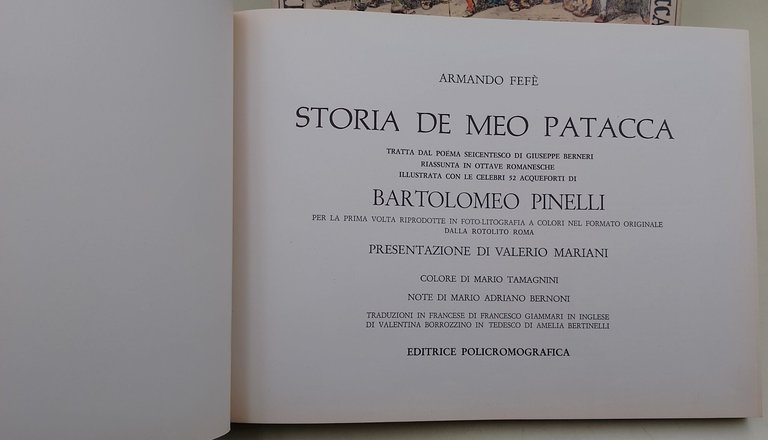 ARMANDO FEFÈ
STORIA DE MEO PATACCA
TRATTA DAL POEMA SEICENTESCO DI GIUSEPPE BERNERI
RIASSUNTA IN OTTAVE ROMANESCHE
ILLUSTRATA CON LE CELEBRI 52 ACQUEFORTI DI
BARTOLOMEO PINELLI
PER LA PRIMA VOLTA RIPRODOTTE IN FOTO-LITOGRAFIA A COLORI NEL FORMATO ORIGINALE
DALLA ROTOLITO ROMA
PRESENTAZIONE DI VALERIO MARIANI
COLORE DI MARIO TAMAGNINI
NOTE DI MARIO ADRIANO BERNONI
TRADUZIONI IN FRANCESE DI FRANCESCO GIAMMARI IN INGLESE
DI VALENTINA BORROZZINO IN TEDESCO DI AMELIA BERTINELLI
EDITRICE POLICROMOGRAFICA